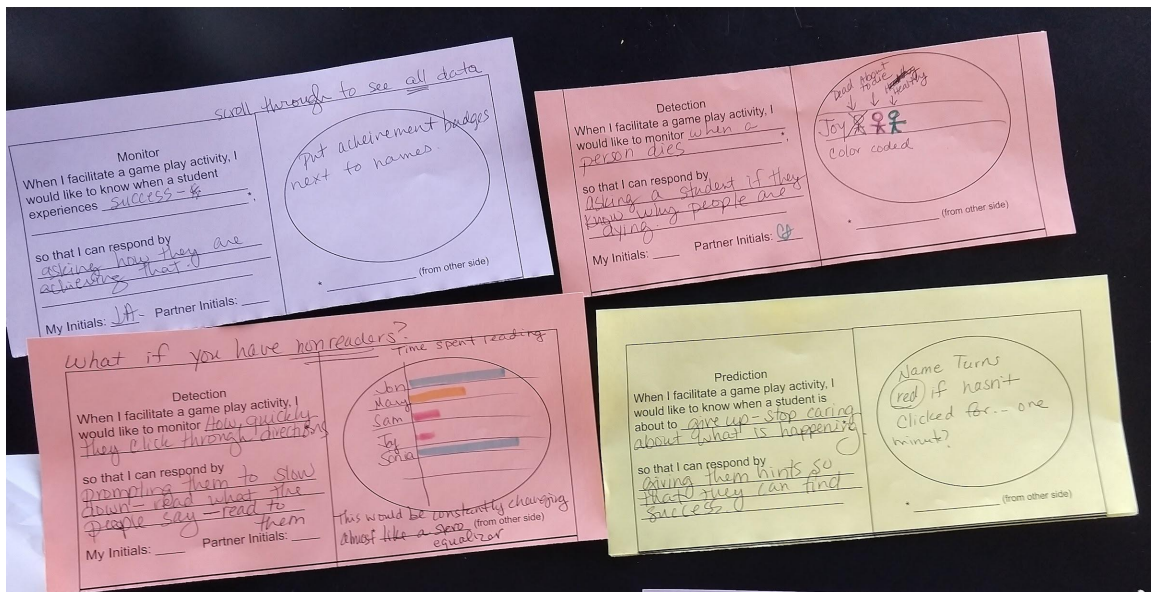 scroll through to see all data
Monitor
When I facilitate a game play activity, I
would like to know when a student
experiences success-
.
so that I can respond by
asking how they are
achieving that.
My Initials: JA- Partner Initials: ____
Put acheivement badges
next to names.
. ____ (from other side)
Detection
When I facilitate a game play activity, I
would like to monitor when a
person dies .
so that I can respond by
asking a student if they
know why people are
dying.
My Initials: ____ Partner Initials:
Dead About to die Healthy
Joy
Color coded
. ____ (from other side)
What if you have nonreaders?
Detection
When I facilitate a game play activity, I
would like to monitor How quickly
they click through directions
so that I can respond by
prompting them to slow
down - read what the
people say - read to
them
My Initials: ____ Partner Initials: ____
Time spent reading
Jon
Mary
Sam
Jay
Sonia
This would be constantly changing
almost like a (from other side)
equalizer
Prediction
When I facilitate a game play activity, I
would like to know when a student is
about to give up-stop caring
about what is happening.
so that I can respond by
giving them hints so
that they can find
success
Name Turns
red if hasn't
Clicked for... one
minute?
. ____ (from other side)